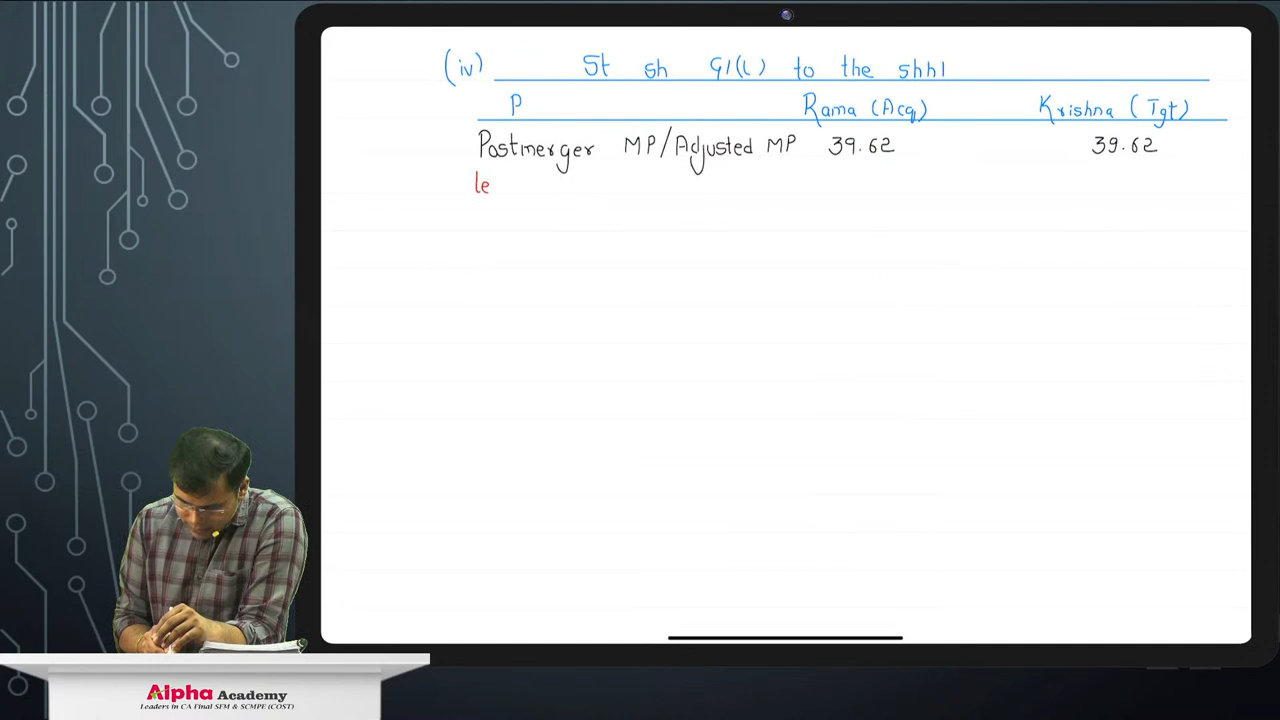 (iv) St sh G/(L) to the shhl
P Rama (Acq) Krishna (Tgt)
Postmerger MP/Adjusted MP 39.62 39.62
le
Alpha Academy
Leaders in CA Final SFM & SCMPE (COST)